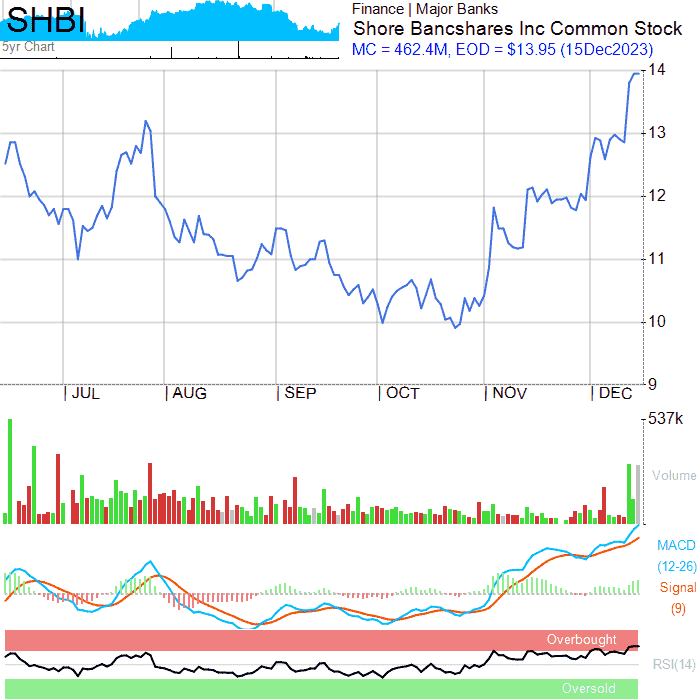 SHBI
5yr Chart
Finance | Major Banks
Shore Bancshares Inc Common Stock
MC = 462.4M, EOD = $13.95 (15Dec2023)
14
13
12
11
10
9
JUL
AUG
SEP
OCT
NOV
DEC
537k
Volume
MACD
(12-26)
Signal
(9)
Overbought
RSI(14)
Oversold